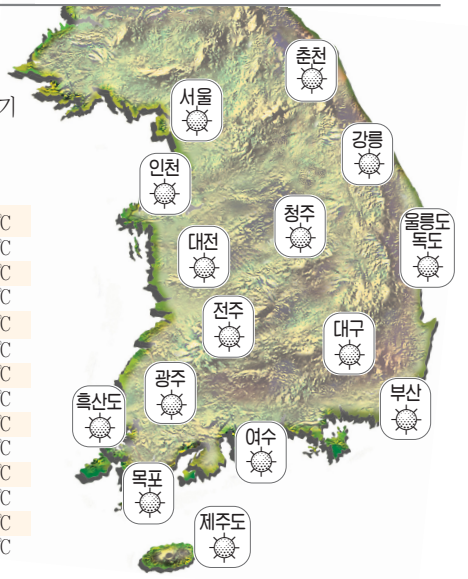 기
춘천
서울
강릉
인천
청주
울릉도
독도
대전
전주
대구
광주
부산
흑산도
여수
목포
제주도
℃
℃
℃
℃
℃
℃
℃
℃
℃
℃
℃
℃
℃
℃